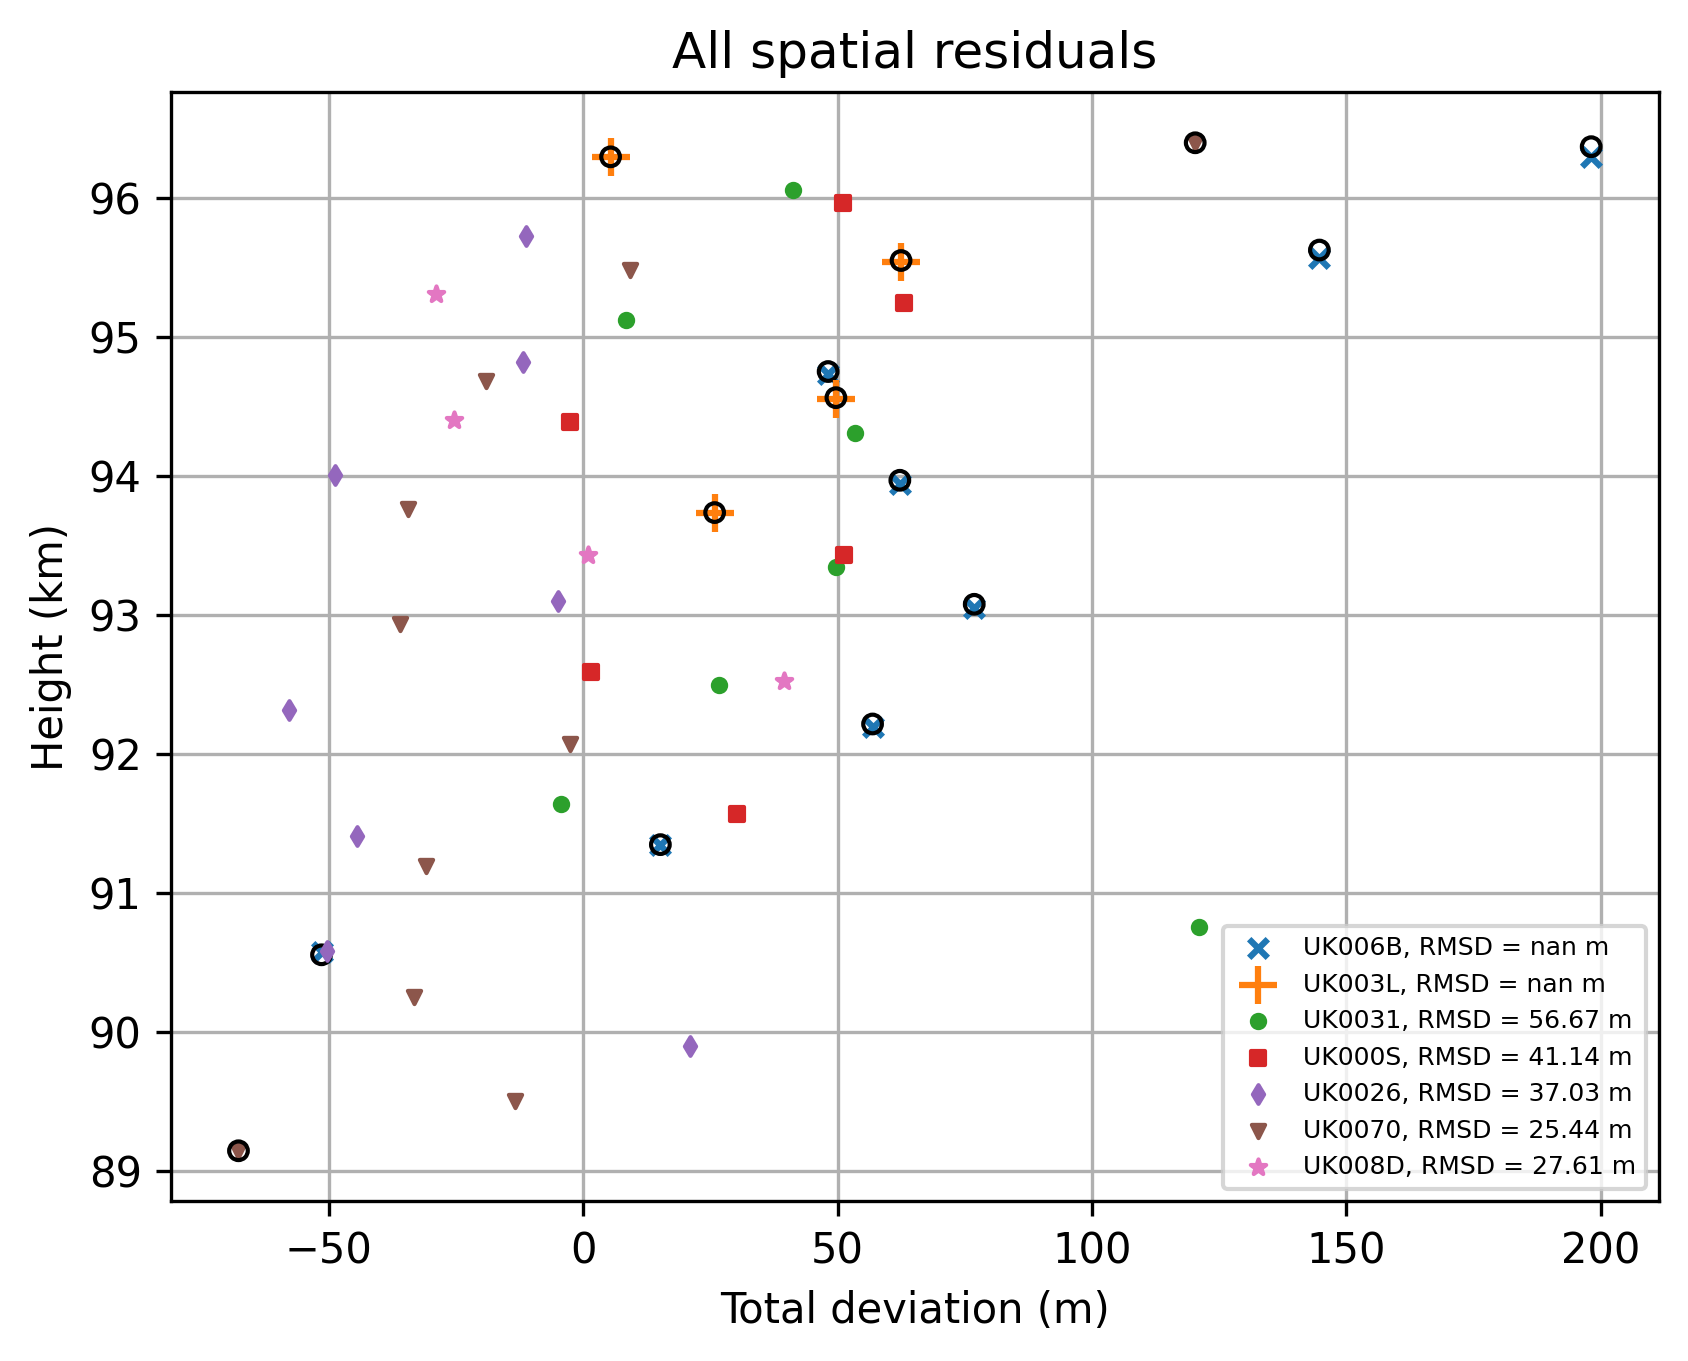 All spatial residuals
Height (km)
96
95
94
93
92
91
90
89
UK006B, RMSD = nan m
UK003L, RMSD = nan m
UK0031, RMSD = 56.67 m
UK000S, RMSD = 41.14 m
UK0026, RMSD = 37.03 m
UK0070, RMSD = 25.44 m
UK008D, RMSD = 27.61 m
−50 0 50 100 150 200
Total deviation (m)